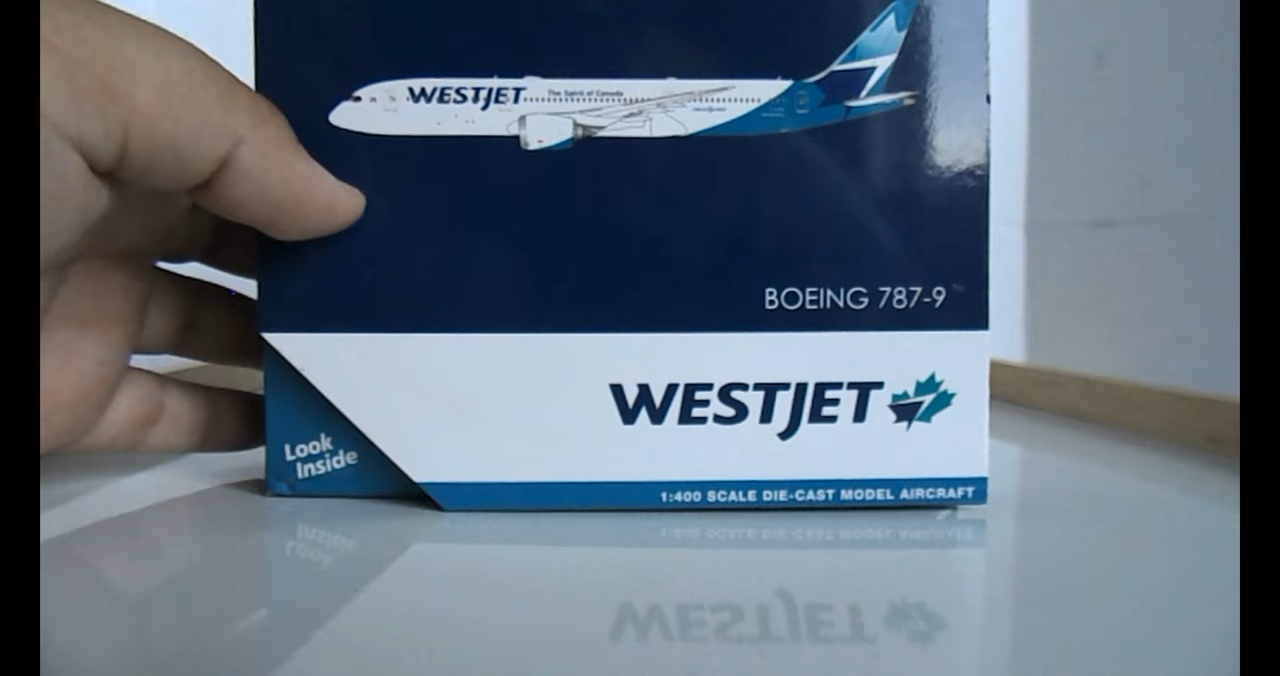 WESTJET The Spirit of Canada
BOEING 787-9
WESTJET
Look
Inside
1:400 SCALE DIE-CAST MODEL AIRCRAFT